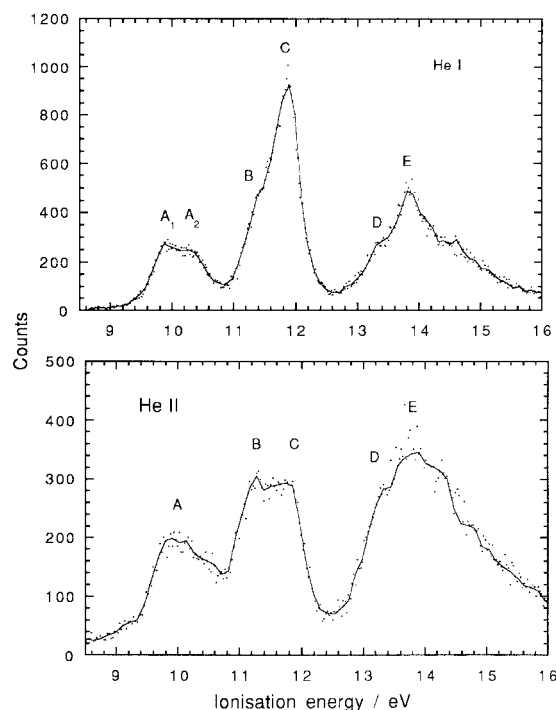 1200
1000
800
600
400
200
0
He I
C
B
E
A1 A2
D
9 10 11 12 13 14 15 16
Counts
500
400
300
200
100
0
He II
E
B C
D
A
9 10 11 12 13 14 15 16
Ionisation energy / eV